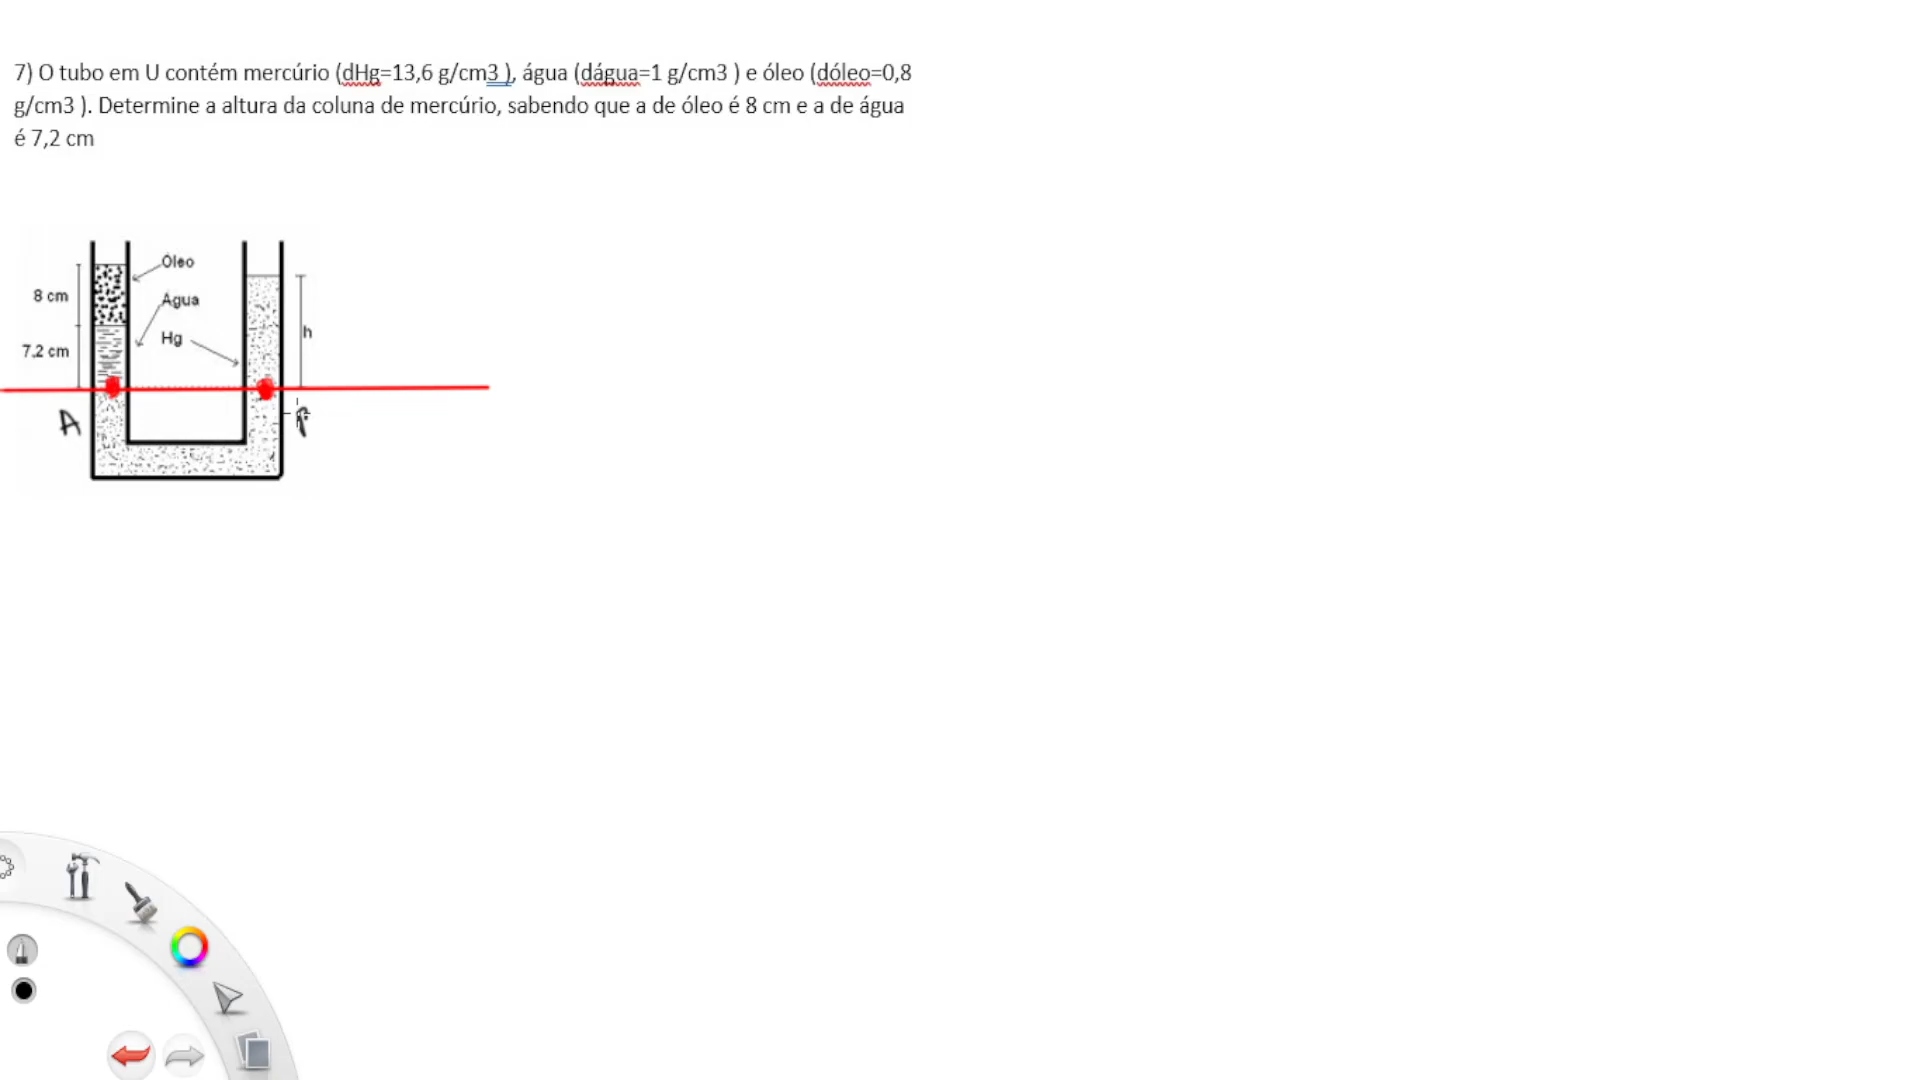 7) O tubo em U contém mercúrio (dHg=13,6 g/cm3 ), água (dágua=1 g/cm3 ) e óleo (dóleo=0,8
g/cm3 ). Determine a altura da coluna de mercúrio, sabendo que a de óleo é 8 cm e a de água
é 7,2 cm
Óleo
8 cm
Água
h
Hg
7.2 cm
A